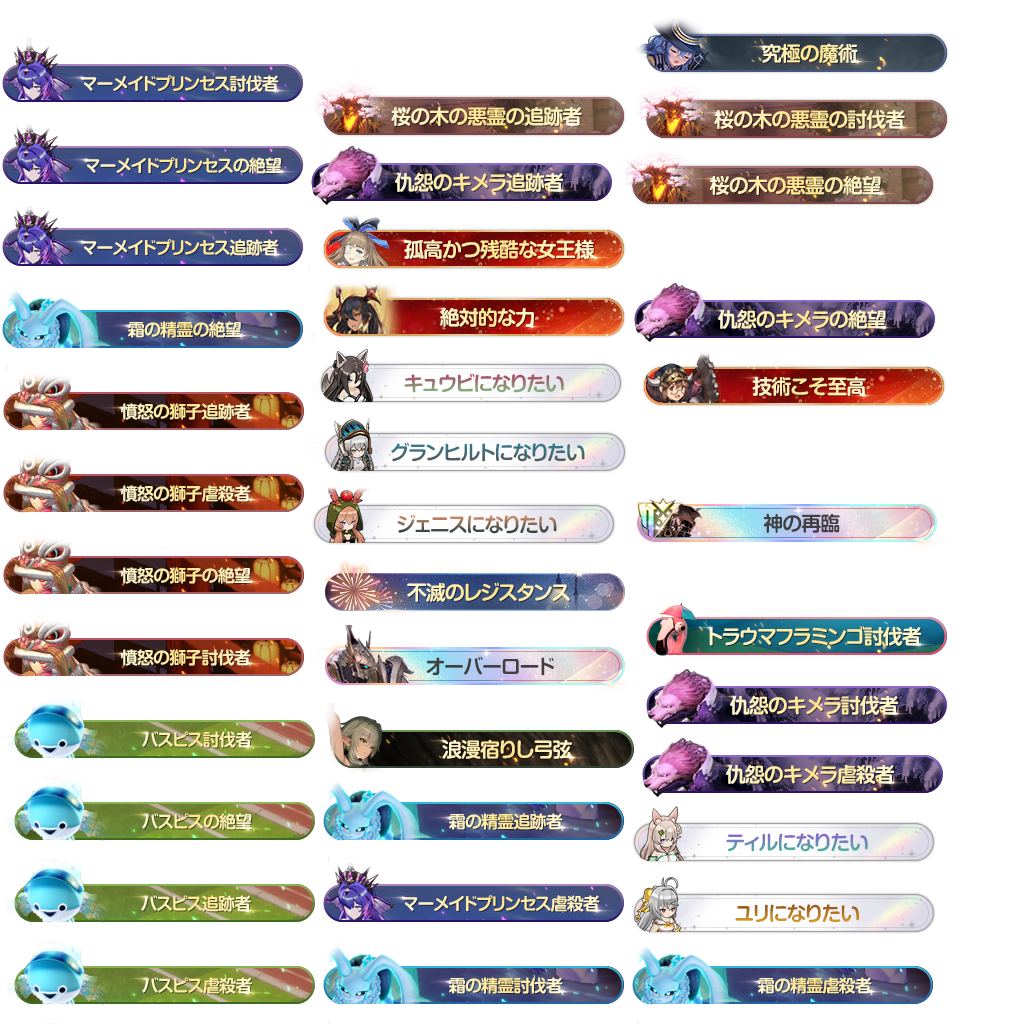 マーメイドプリンセス討伐者
マーメイドプリンセスの絶望
マーメイドプリンセス追跡者
霜の精霊の絶望
憤怒の獅子追跡者
憤怒の獅子虐殺者
憤怒の獅子の絶望
憤怒の獅子討伐者
バスピス討伐者
バスピスの絶望
バスピス追跡者
バスピス虐殺者
桜の木の悪霊の追跡者
仇怨のキメラ追跡者
孤高かつ残酷な女王様
絶対的な力
キュウビになりたい
グランヒルトになりたい
ジェニスになりたい
不滅のレジスタンス
オーバーロード
浪漫宿りし弓弦
霜の精霊追跡者
マーメイドプリンセス虐殺者
霜の精霊討伐者
究極の魔術
桜の木の悪霊の討伐者
桜の木の悪霊の絶望
仇怨のキメラの絶望
技術こそ至高
神の再臨
トラウマフラミンゴ討伐者
仇怨のキメラ討伐者
仇怨のキメラ虐殺者
ティルになりたい
ユリになりたい
霜の精霊虐殺者